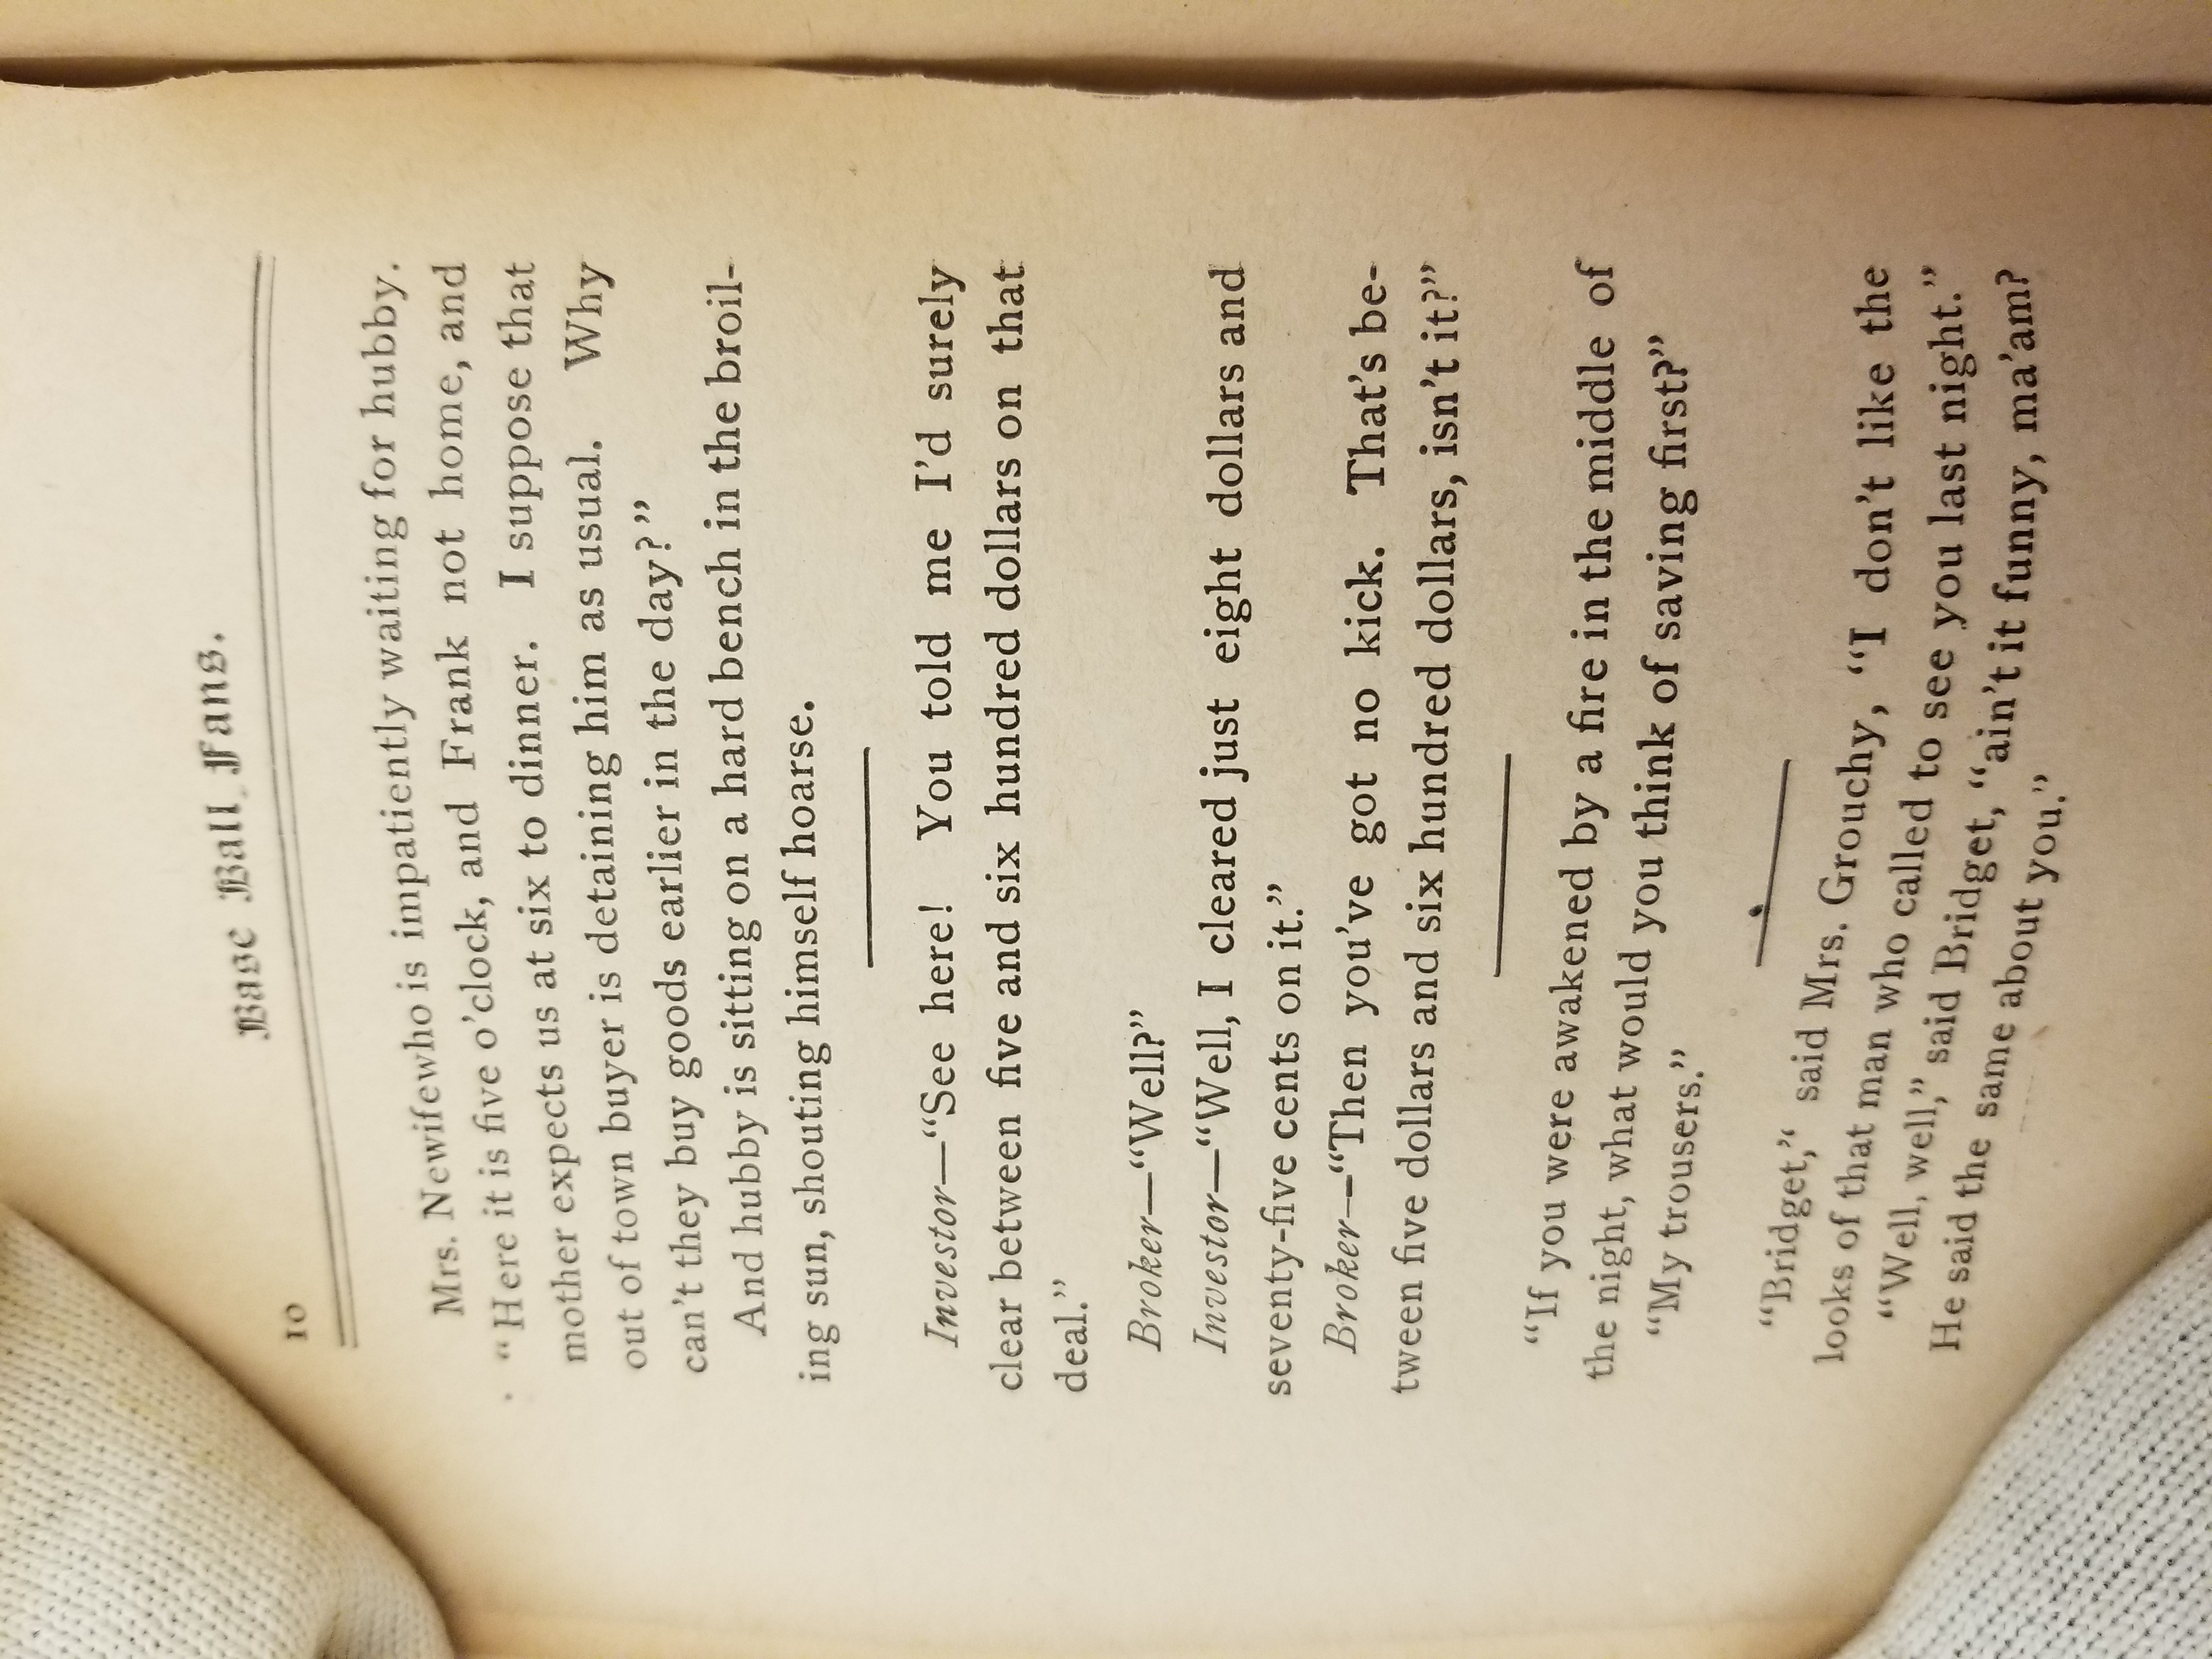 Base Ball Fans.
10
Mrs. Newifewho is impatiently waiting for hubby.
“Here it is five o’clock, and Frank not home, and
mother expects us at six to dinner. I suppose that
out of town buyer is detaining him as usual. Why
can’t they buy goods earlier in the day?”
And hubby is sitting on a hard bench in the broil-
ing sun, shouting himself hoarse.
Investor—“See here! You told me I’d surely
clear between five and six hundred dollars on that
deal.”
Broker—“Well?”
Investor—“Well, I cleared just eight dollars and
seventy-five cents on it.”
Broker—“Then you’ve got no kick. That’s be-
tween five dollars and six hundred dollars, isn’t it?”
“If you were awakened by a fire in the middle of
the night, what would you think of saving first?”
“My trousers.”
“Bridget,“ said Mrs. Grouchy, “I don’t like the
looks of that man who called to see you last night.”
“Well, well,” said Bridget, “ain’t it funny, ma’am?
He said the same about you.”